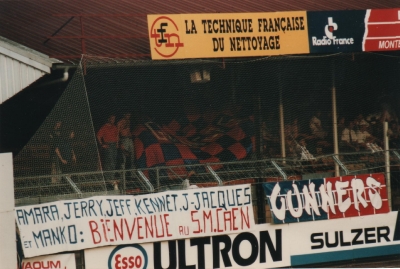 LA TECHNIQUE FRANÇAISE
DU NETTOYAGE
Radio France
MONTE
AMARA, JERRY, JEFF, KENNET, J-JACQUES
et MANKO: BIENVENUE AU S.M. CAEN
GUNNERS
Esso
ULTRON
SULZER